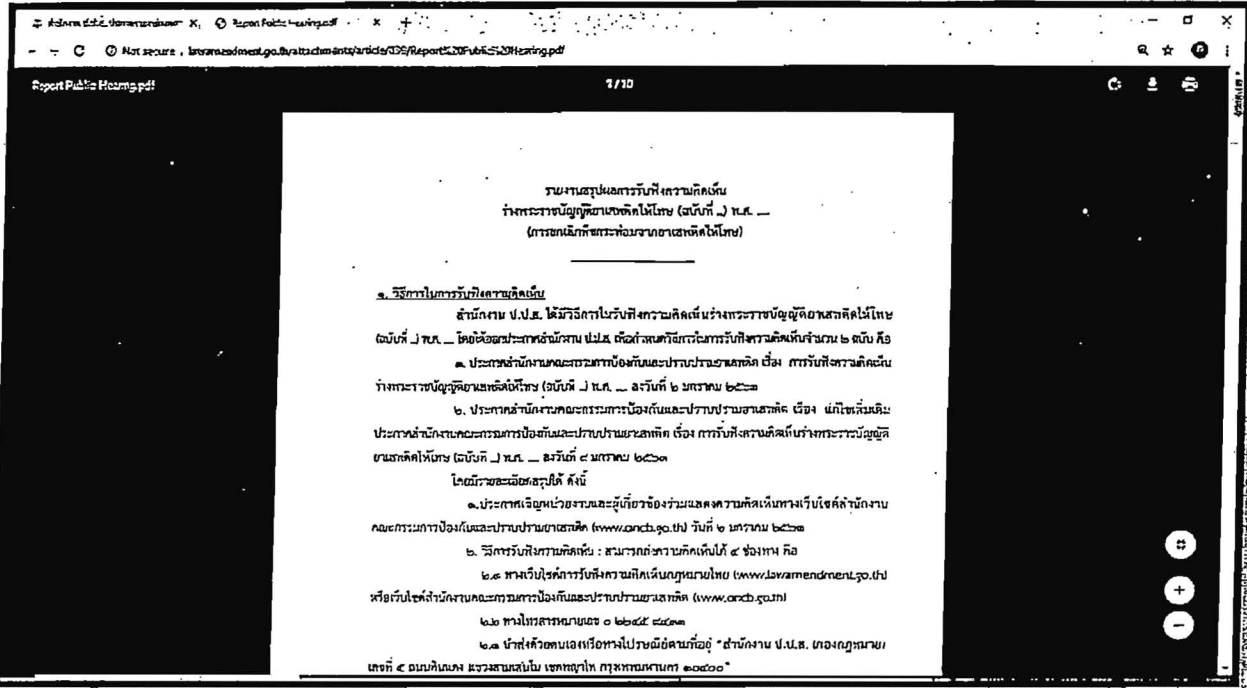 Report Public Hearing.pdf
Not secure
Report Public Hearing.pdf
1/10
รายงานสรุปผลการรับฟังความคิดเห็น
ร่างพระราชบัญญัติยาเสพติดให้โทษ (ฉบับที่ ..) พ.ศ. ....
(การยกเลิกพืชกระท่อมจากยาเสพติดให้โทษ)
๑. วิธีการในการรับฟังความคิดเห็น
สำนักงาน ป.ป.ส. ได้มีวิธีการในรับฟังความคิดเห็นร่างพระราชบัญญัติยาเสพติดให้โทษ
(ฉบับที่ ..) พ.ศ. .... โดยได้ออกประกาศสำนักงาน ป.ป.ส. เพื่อกำหนดวิธีการในการรับฟังความคิดเห็นจำนวน ๒ ฉบับ คือ
๑. ประกาศสำนักงานคณะกรรมการป้องกันและปราบปรามยาเสพติด เรื่อง การรับฟังความคิดเห็น
ร่างพระราชบัญญัติยาเสพติดให้โทษ (ฉบับที่ ..) พ.ศ. .... ลงวันที่ ๒ มกราคม ๒๕๖๓
๒. ประกาศสำนักงานคณะกรรมการป้องกันและปราบปรามยาเสพติด เรื่อง แก้ไขเพิ่มเติม
ประกาศสำนักงานคณะกรรมการป้องกันและปราบปรามยาเสพติด เรื่อง การรับฟังความคิดเห็นร่างพระราชบัญญัติ
ยาเสพติดให้โทษ (ฉบับที่ ..) พ.ศ. .... ลงวันที่ ๘ มกราคม ๒๕๖๓
โดยมีรายละเอียดสรุปได้ ดังนี้
๑.ประกาศเชิญหน่วยงานและผู้เกี่ยวข้องร่วมแสดงความคิดเห็นทางเว็บไซต์สำนักงาน
คณะกรรมการป้องกันและปราบปรามยาเสพติด (www.oncb.go.th) วันที่ ๒ มกราคม ๒๕๖๓
๒. วิธีการรับฟังความคิดเห็น : สามารถส่งความคิดเห็นได้ ๔ ช่องทาง คือ
๒.๑ ทางเว็บไซต์การรับฟังความคิดเห็นกฎหมายไทย (www.lawamendment.go.th)
หรือเว็บไซต์สำนักงานคณะกรรมการป้องกันและปราบปรามยาเสพติด (www.oncb.go.th)
๒.๒ ทางโทรสารหมายเลข
๒.๓ นำส่งด้วยตนเองหรือทางไปรษณีย์ตามที่อยู่ "สำนักงาน ป.ป.ส. (กองกฎหมาย)
เลขที่ ๕ ถนนดินแดง แขวงสามเสนใน เขตพญาไท กรุงเทพมหานคร ๑๐๔๐๐"